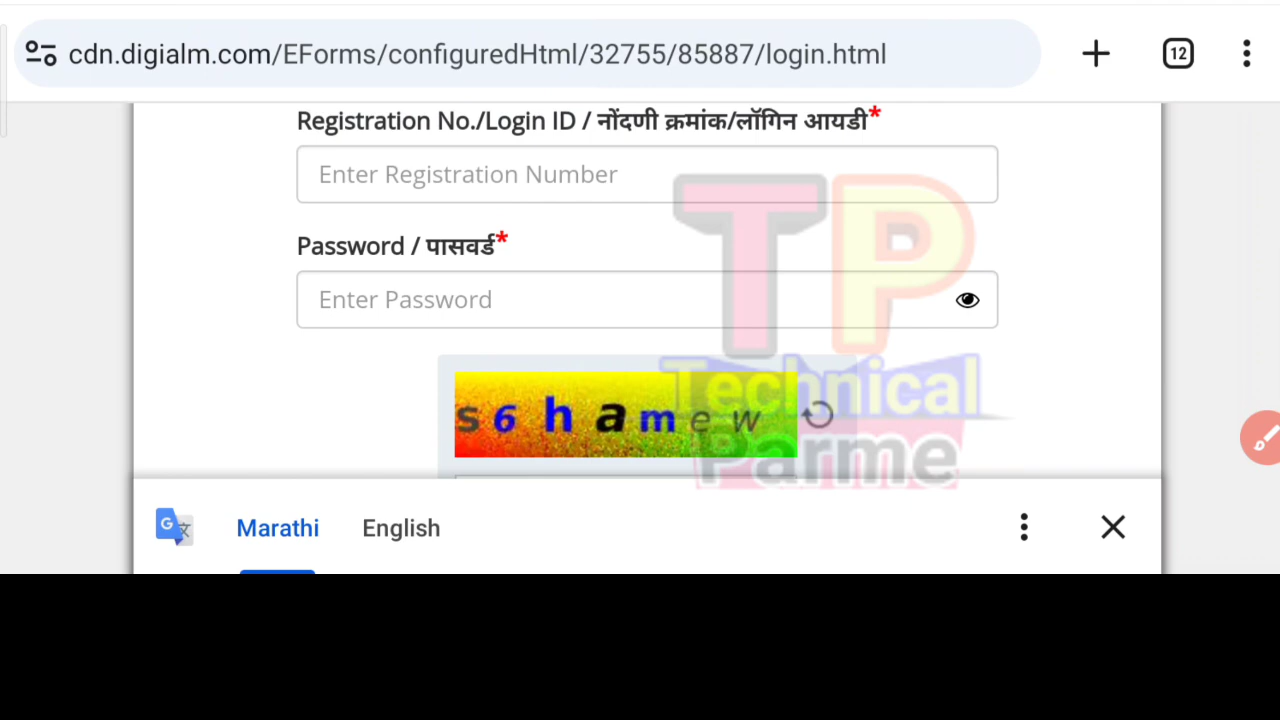 cdn.digialm.com/EForms/configuredHtml/32755/85887/login.html
12
Registration No./Login ID / नोंदणी क्रमांक/लॉगिन आयडी*
Enter Registration Number
Password / पासवर्ड*
Enter Password
TP
Technical
Parme
s6hamew
Marathi English